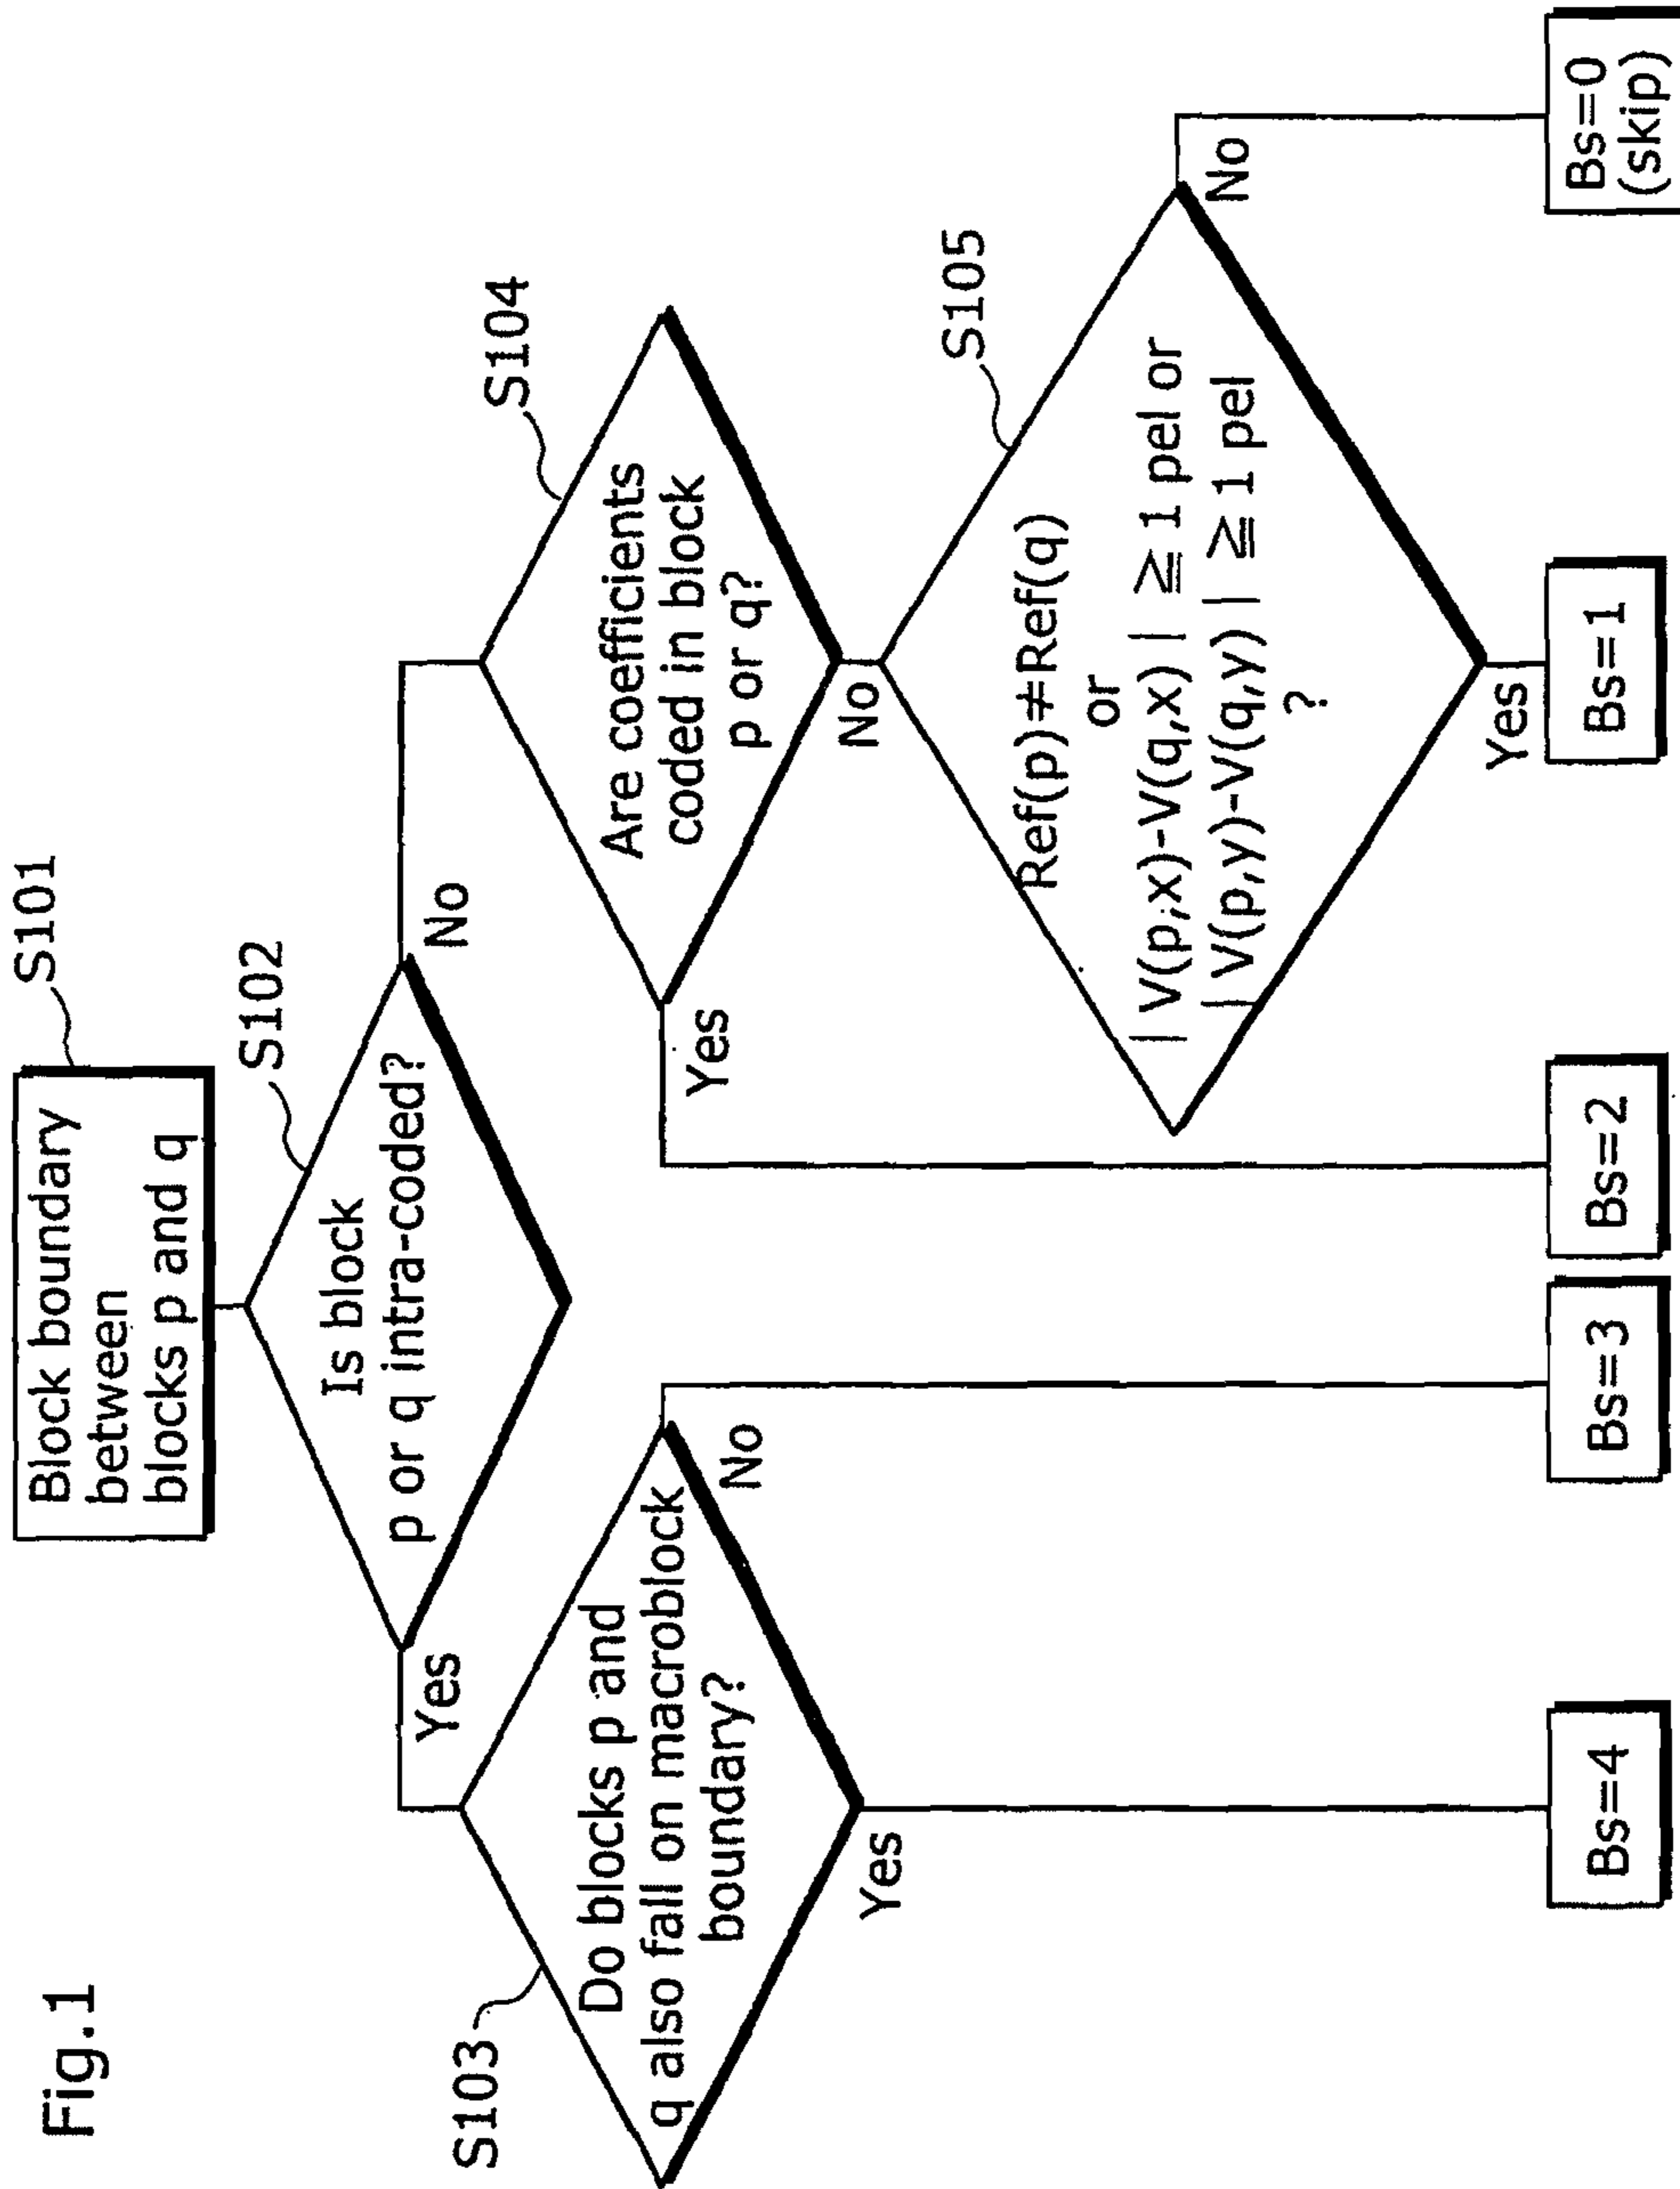 Fig.1
Block boundary
between
blocks p and q
S101
S102
Is block
p or q intra-coded?
Yes
No
S103
Do blocks p and
q also fall on macroblock
boundary?
No
Yes
S104
Are coefficients
coded in block
p or q?
Yes
No
S105
Ref(p)≠Ref(q)
or
| V(p,x)-V(q,x) | ≧ 1 pel or
| V(p,y)-V(q,y) | ≧ 1 pel
?
No
Yes
Bs=4
Bs=3
Bs=2
Bs=1
Bs=0
(skip)